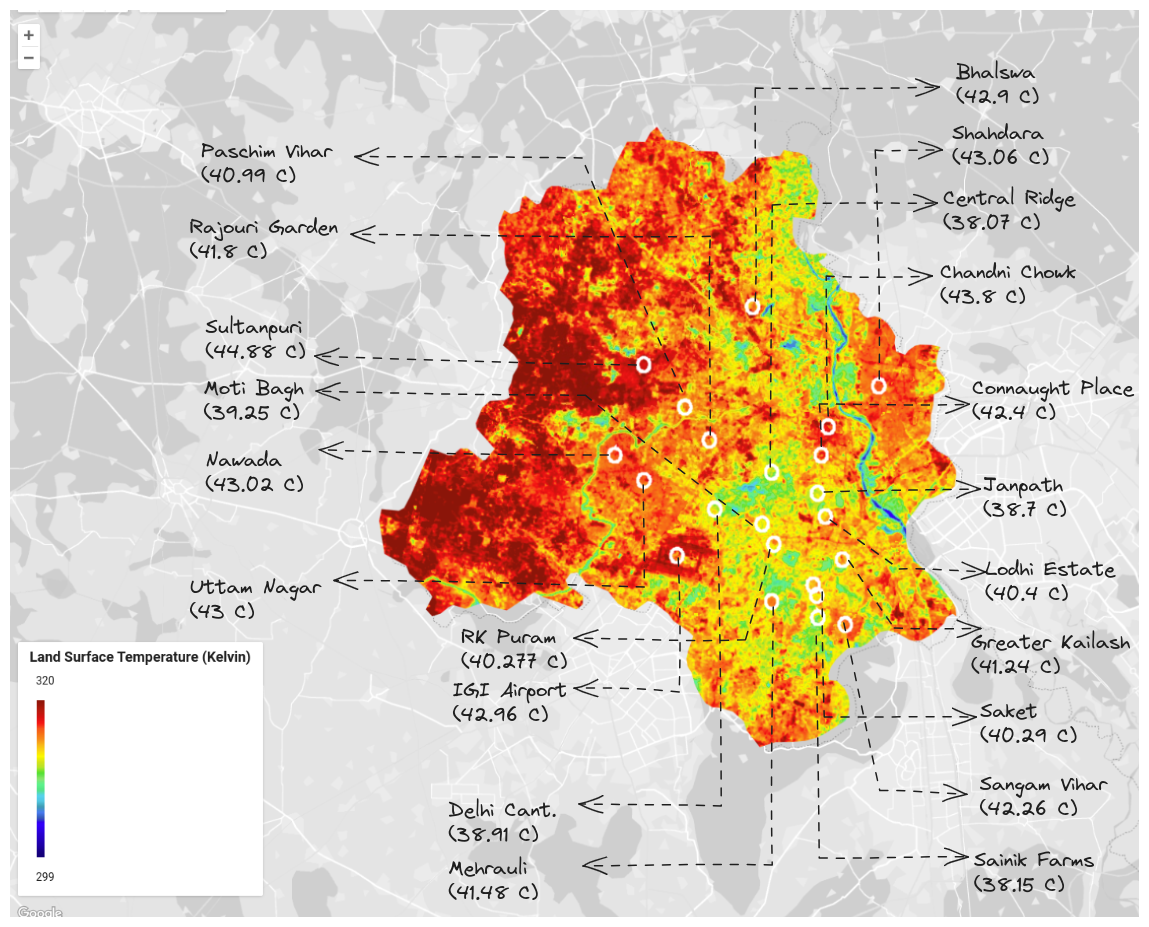 +
−
Bhalswa
(42.9 C)
Shahdara
(43.06 C)
Paschim Vihar
(40.99 C)
Central Ridge
(38.07 C)
Rajouri Garden
(41.8 C)
Chandni Chowk
(43.8 C)
Sultanpuri
(44.88 C)
Moti Bagh
(39.25 C)
Connaught Place
(42.4 C)
Nawada
(43.02 C)
Janpath
(38.7 C)
Lodhi Estate
(40.4 C)
Uttam Nagar
(43 C)
RK Puram
(40.277 C)
Greater Kailash
(41.24 C)
IGI Airport
(42.96 C)
Saket
(40.29 C)
Sangam Vihar
(42.26 C)
Delhi Cant.
(38.91 C)
Mehrauli
(41.48 C)
Sainik Farms
(38.15 C)
Land Surface Temperature (Kelvin)
320
299
Google